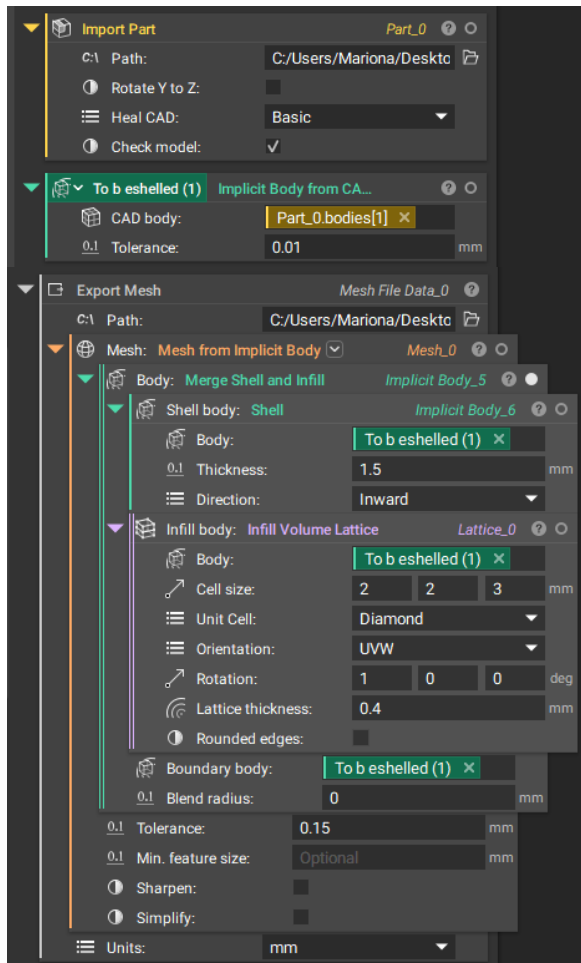 Import Part Part_0 ?
C:\ Path: C:/Users/Mariona/Deskto
Rotate Y to Z:
Heal CAD: Basic
Check model:
To b eshelled (1) Implicit Body from CA... ?
CAD body: Part_0.bodies[1] ×
0.1 Tolerance: 0.01 mm
Export Mesh Mesh File Data_0 ?
C:\ Path: C:/Users/Mariona/Deskto
Mesh: Mesh from Implicit Body Mesh_0 ?
Body: Merge Shell and Infill Implicit Body_5 ?
Shell body: Shell Implicit Body_6 ?
Body: To b eshelled (1) ×
0.1 Thickness: 1.5 mm
Direction: Inward
Infill body: Infill Volume Lattice Lattice_0 ?
Body: To b eshelled (1) ×
Cell size: 2 2 3 mm
Unit Cell: Diamond
Orientation: UVW
Rotation: 1 0 0 deg
Lattice thickness: 0.4 mm
Rounded edges:
Boundary body: To b eshelled (1) ×
0.1 Blend radius: 0 mm
0.1 Tolerance: 0.15 mm
0.1 Min. feature size: Optional mm
Sharpen:
Simplify:
Units: mm